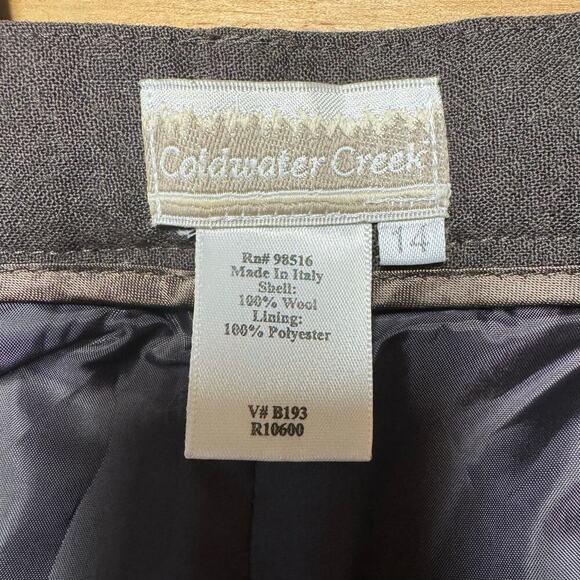 Coldwater Creek
14
Rn# 98516
Made In Italy
Shell:
100% Wool
Lining:
100% Polyester
V# B193
R10600